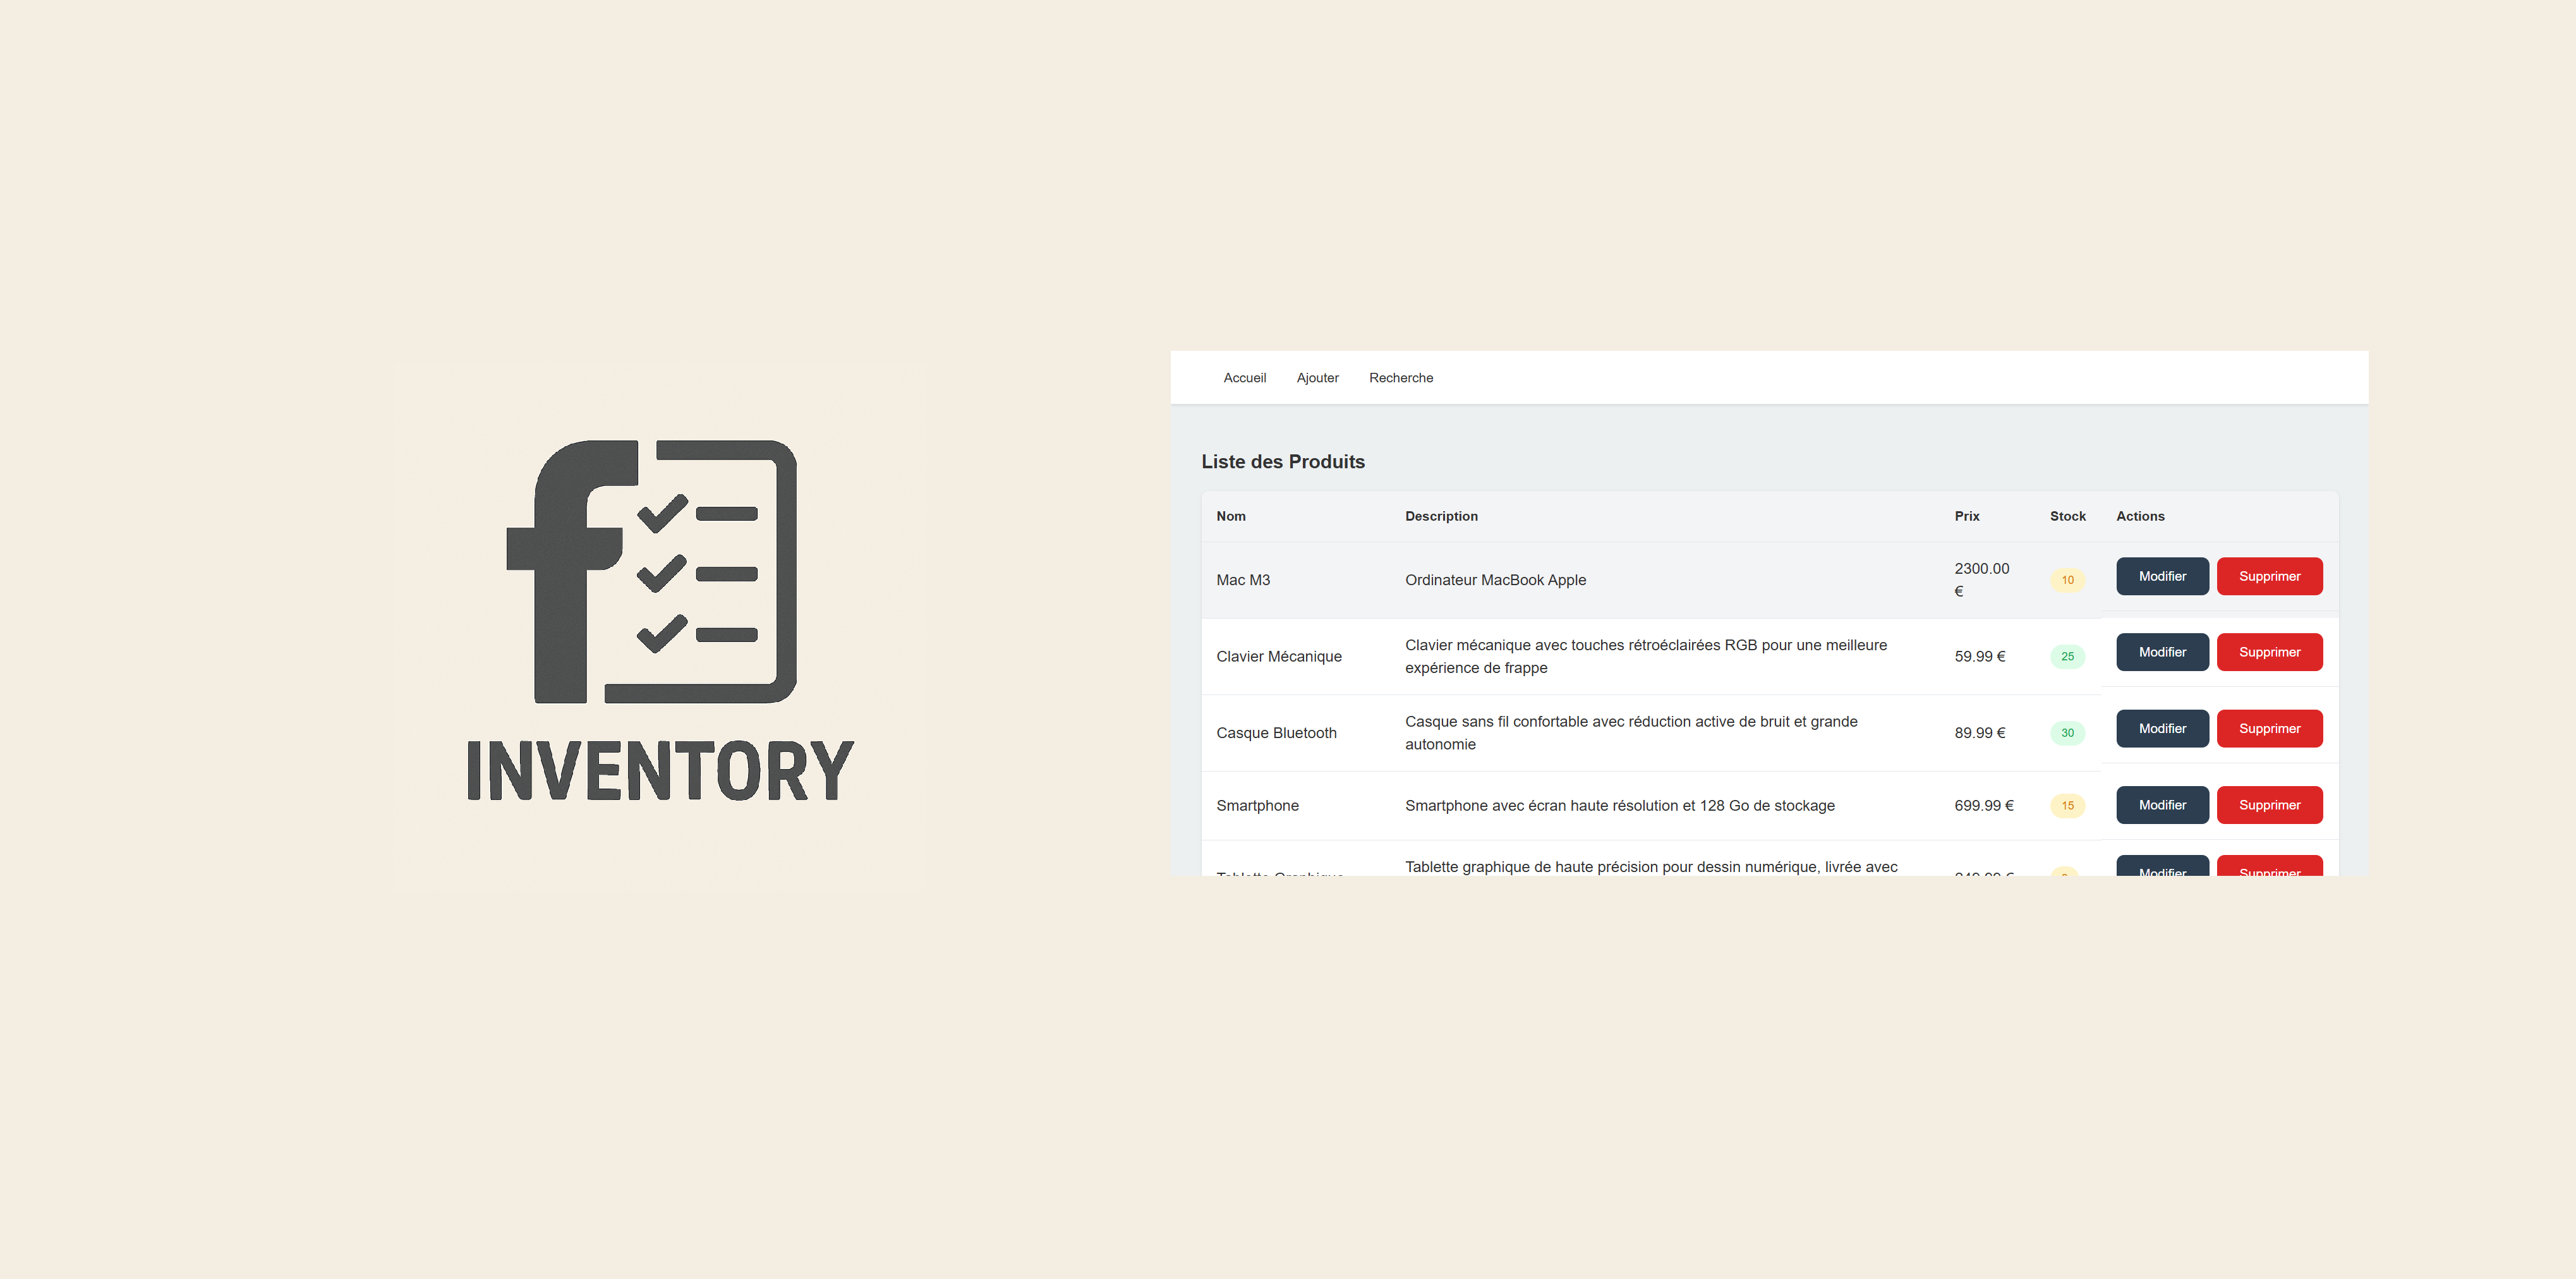 INVENTORY
Accueil Ajouter Recherche
Liste des Produits
Nom Description Prix Stock Actions
Mac M3 Ordinateur MacBook Apple 2300.00 € 10 Modifier Supprimer
Clavier Mécanique Clavier mécanique avec touches rétroéclairées RGB pour une meilleure
expérience de frappe 59.99 € 25 Modifier Supprimer
Casque Bluetooth Casque sans fil confortable avec réduction active de bruit et grande
autonomie 89.99 € 30 Modifier Supprimer
Smartphone Smartphone avec écran haute résolution et 128 Go de stockage 699.99 € 15 Modifier Supprimer
Tablette Graphique Tablette graphique de haute précision pour dessin numérique, livrée avec Modifier Supprimer